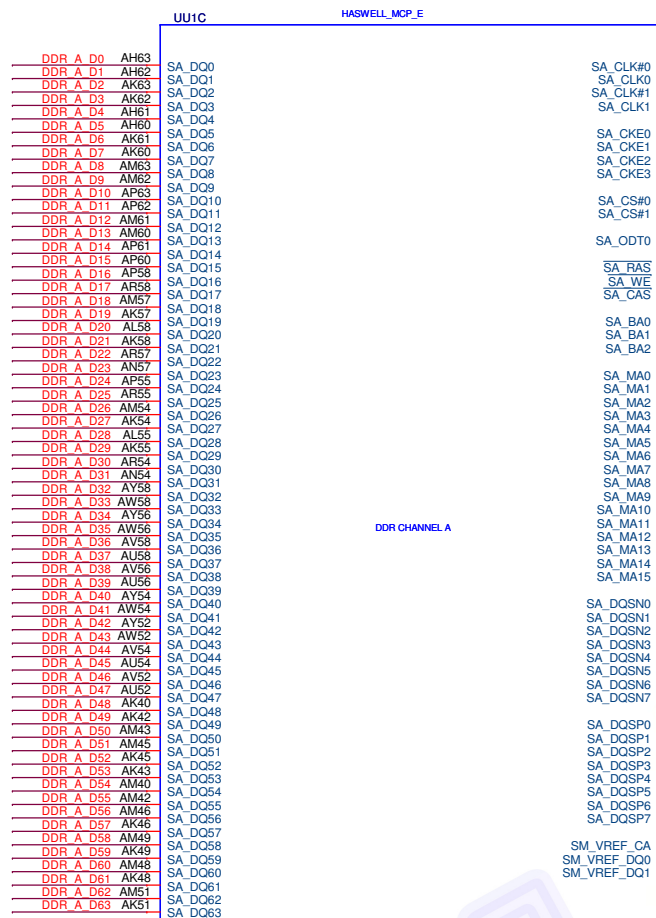 UU1C HASWELL_MCP_E
DDR_A_D0 AH63 SA_DQ0 SA_CLK#0
DDR_A_D1 AH62 SA_DQ1 SA_CLK0
DDR_A_D2 AK63 SA_DQ2 SA_CLK#1
DDR_A_D3 AK62 SA_DQ3 SA_CLK1
DDR_A_D4 AH61 SA_DQ4
DDR_A_D5 AH60 SA_DQ5 SA_CKE0
DDR_A_D6 AK61 SA_DQ6 SA_CKE1
DDR_A_D7 AK60 SA_DQ7 SA_CKE2
DDR_A_D8 AM63 SA_DQ8 SA_CKE3
DDR_A_D9 AM62 SA_DQ9
DDR_A_D10 AP63 SA_DQ10 SA_CS#0
DDR_A_D11 AP62 SA_DQ11 SA_CS#1
DDR_A_D12 AM61 SA_DQ12
DDR_A_D13 AM60 SA_DQ13 SA_ODT0
DDR_A_D14 AP61 SA_DQ14
DDR_A_D15 AP60 SA_DQ15 SA_RAS
DDR_A_D16 AP58 SA_DQ16 SA_WE
DDR_A_D17 AR58 SA_DQ17 SA_CAS
DDR_A_D18 AM57 SA_DQ18
DDR_A_D19 AK57 SA_DQ19 SA_BA0
DDR_A_D20 AL58 SA_DQ20 SA_BA1
DDR_A_D21 AK58 SA_DQ21 SA_BA2
DDR_A_D22 AR57 SA_DQ22
DDR_A_D23 AN57 SA_DQ23 SA_MA0
DDR_A_D24 AP55 SA_DQ24 SA_MA1
DDR_A_D25 AR55 SA_DQ25 SA_MA2
DDR_A_D26 AM54 SA_DQ26 SA_MA3
DDR_A_D27 AK54 SA_DQ27 SA_MA4
DDR_A_D28 AL55 SA_DQ28 SA_MA5
DDR_A_D29 AK55 SA_DQ29 SA_MA6
DDR_A_D30 AR54 SA_DQ30 SA_MA7
DDR_A_D31 AN54 SA_DQ31 SA_MA8
DDR_A_D32 AY58 SA_DQ32 SA_MA9
DDR_A_D33 AW58 SA_DQ33 SA_MA10
DDR_A_D34 AY56 SA_DQ34 SA_MA11
DDR_A_D35 AW56 SA_DQ35 DDR CHANNEL A SA_MA12
DDR_A_D36 AV58 SA_DQ36 SA_MA13
DDR_A_D37 AU58 SA_DQ37 SA_MA14
DDR_A_D38 AV56 SA_DQ38 SA_MA15
DDR_A_D39 AU56 SA_DQ39
DDR_A_D40 AY54 SA_DQ40 SA_DQSN0
DDR_A_D41 AW54 SA_DQ41 SA_DQSN1
DDR_A_D42 AY52 SA_DQ42 SA_DQSN2
DDR_A_D43 AW52 SA_DQ43 SA_DQSN3
DDR_A_D44 AV54 SA_DQ44 SA_DQSN4
DDR_A_D45 AU54 SA_DQ45 SA_DQSN5
DDR_A_D46 AV52 SA_DQ46 SA_DQSN6
DDR_A_D47 AU52 SA_DQ47 SA_DQSN7
DDR_A_D48 AK40 SA_DQ48
DDR_A_D49 AK42 SA_DQ49 SA_DQSP0
DDR_A_D50 AM43 SA_DQ50 SA_DQSP1
DDR_A_D51 AM45 SA_DQ51 SA_DQSP2
DDR_A_D52 AK45 SA_DQ52 SA_DQSP3
DDR_A_D53 AK43 SA_DQ53 SA_DQSP4
DDR_A_D54 AM40 SA_DQ54 SA_DQSP5
DDR_A_D55 AM42 SA_DQ55 SA_DQSP6
DDR_A_D56 AM46 SA_DQ56 SA_DQSP7
DDR_A_D57 AK46 SA_DQ57
DDR_A_D58 AM49 SA_DQ58 SM_VREF_CA
DDR_A_D59 AK49 SA_DQ59 SM_VREF_DQ0
DDR_A_D60 AM48 SA_DQ60 SM_VREF_DQ1
DDR_A_D61 AK48 SA_DQ61
DDR_A_D62 AM51 SA_DQ62
DDR_A_D63 AK51 SA_DQ63